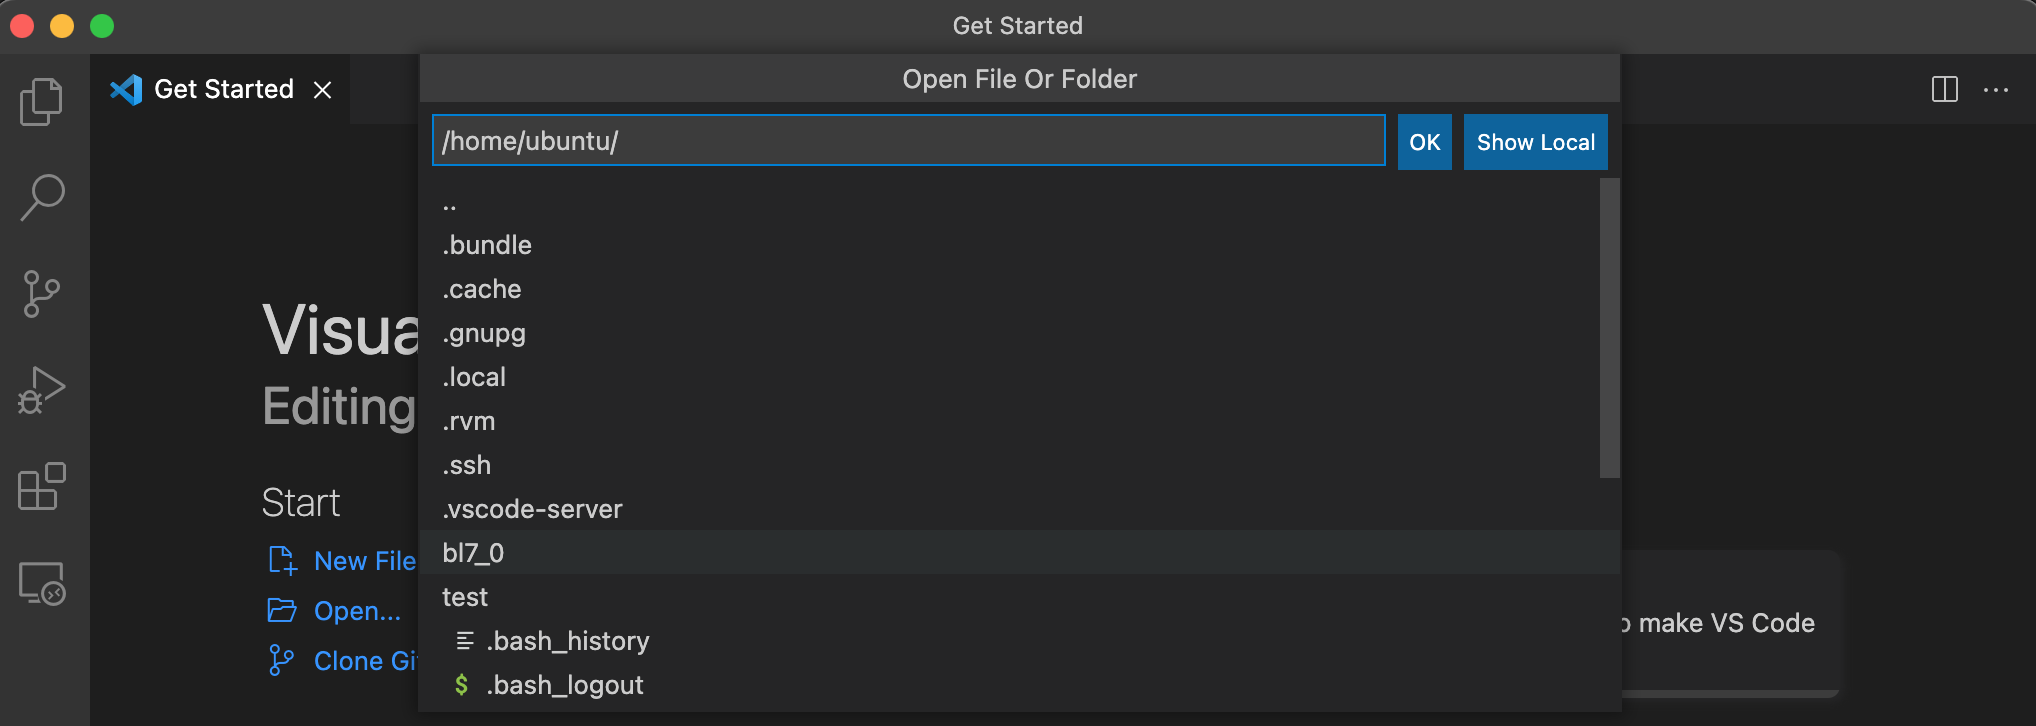 Get Started
Get Started
Open File Or Folder
/home/ubuntu/
OK
Show Local
..
.bundle
.cache
.gnupg
.local
.rvm
.ssh
.vscode-server
bl7_0
test
.bash_history
.bash_logout
Visua
Editing
Start
New File
Open...
Clone Gi
make VS Code